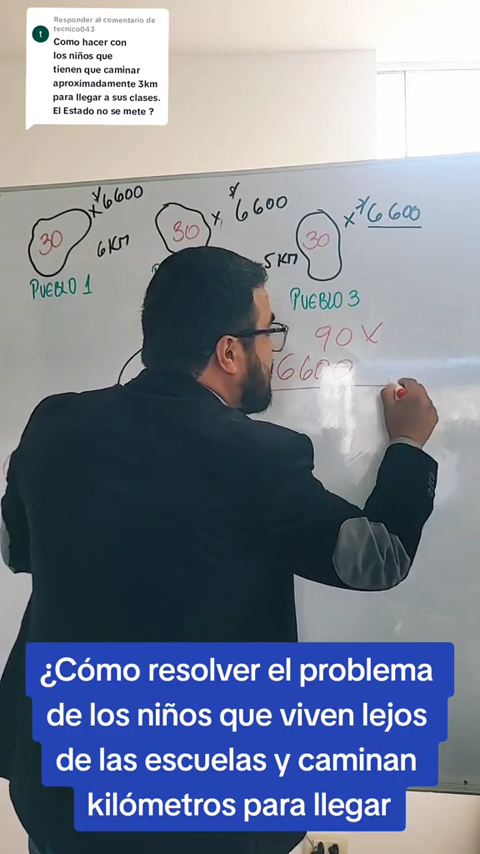 Responder al comentario de
tecnico043
Como hacer con
los niños que
tienen que caminar
aproximadamente 3km
para llegar a sus clases.
El Estado no se mete ?
t
x $6600
x $6600
x $6600
30
30
30
6KM
5KM
PUEBLO 1
PUEBLO 3
90 x
6600
¿Cómo resolver el problema
de los niños que viven lejos
de las escuelas y caminan
kilómetros para llegar